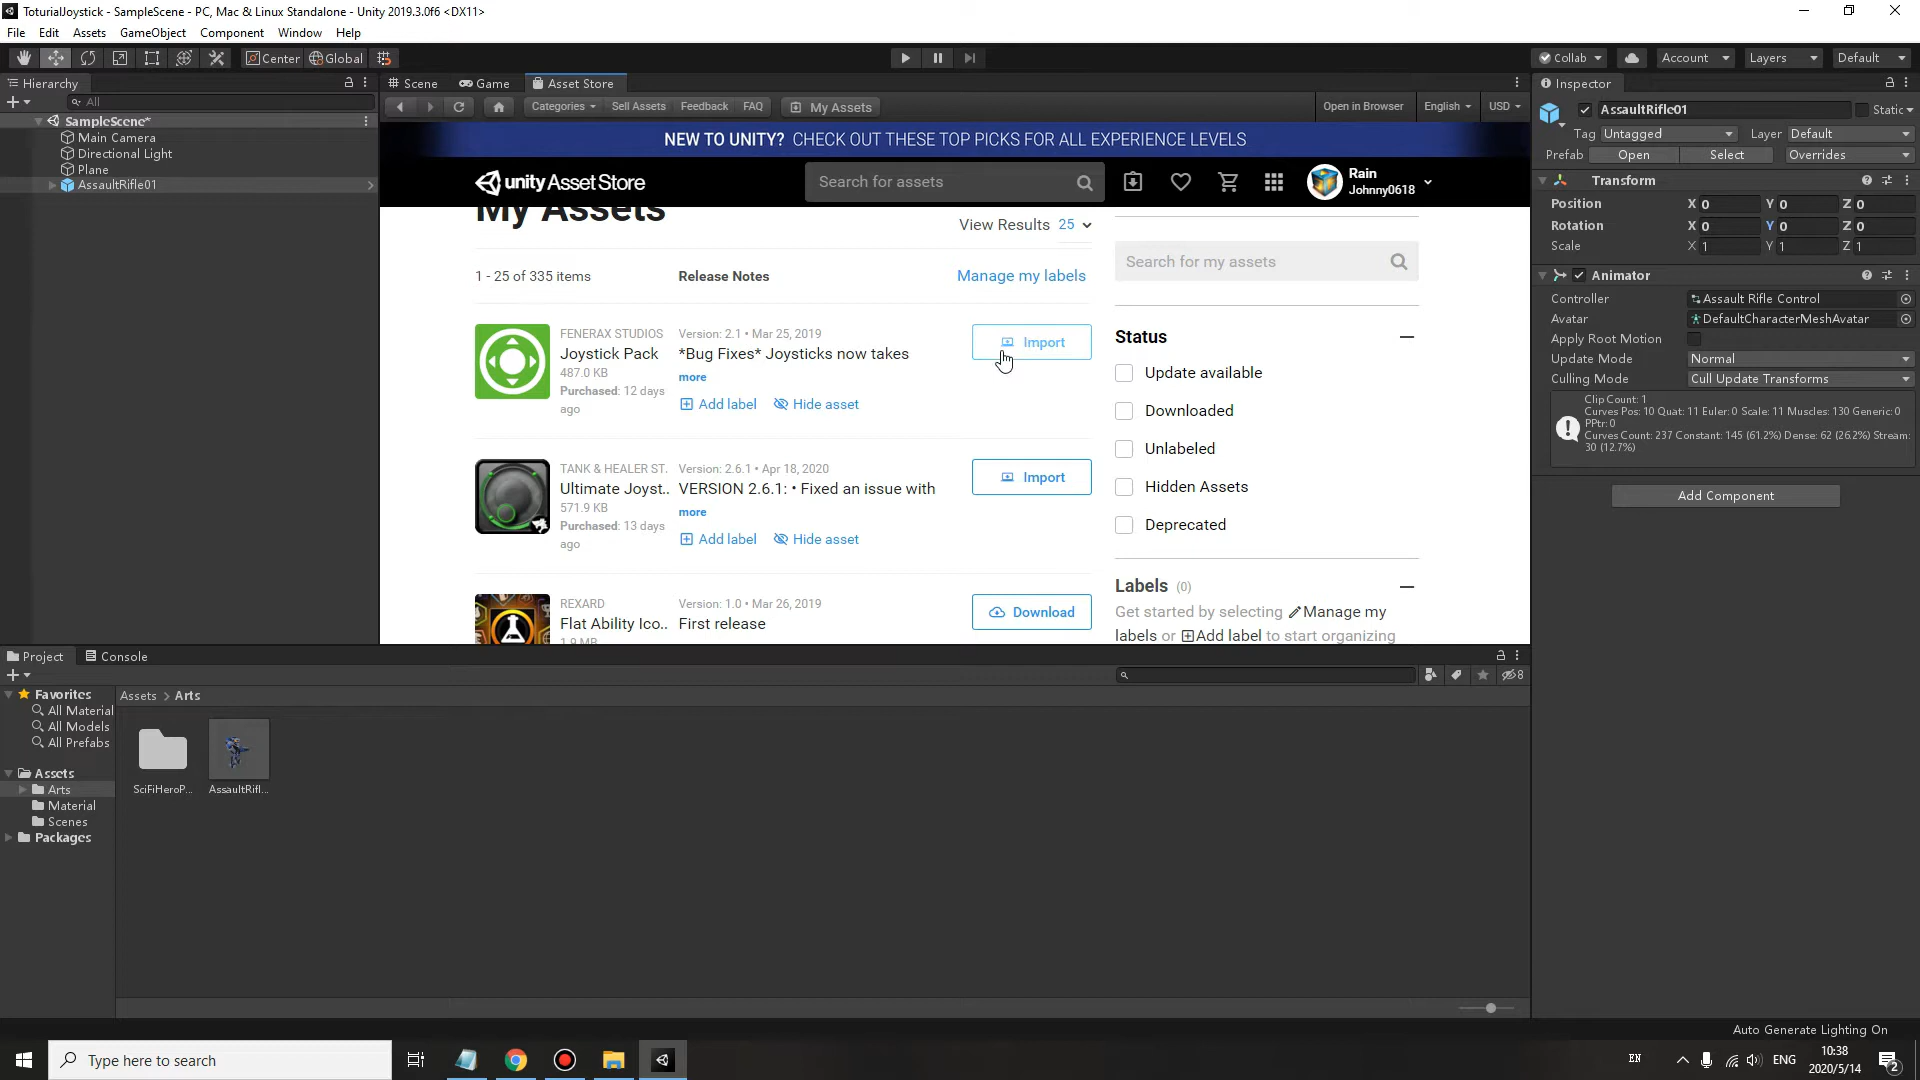 ToturialJoystick - SampleScene - PC, Mac & Linux Standalone - Unity 2019.3.0f6 <DX11>
File Edit Assets GameObject Component Window Help
Center Global Collab Account Layers Default
Hierarchy
All
SampleScene*
Main Camera
Directional Light
Plane
AssaultRifle01
Scene Game Asset Store
Categories Sell Assets Feedback FAQ My Assets Open in Browser English USD
NEW TO UNITY? CHECK OUT THESE TOP PICKS FOR ALL EXPERIENCE LEVELS
unity Asset Store Search for assets Rain
Johnny0618
My Assets
View Results 25
1 - 25 of 335 items Release Notes Manage my labels
FENERAX STUDIOS Version: 2.1 • Mar 25, 2019 Import
Joystick Pack *Bug Fixes* Joysticks now takes
487.0 KB more
Purchased: 12 days
ago
Add label Hide asset
TANK & HEALER ST. Version: 2.6.1 • Apr 18, 2020 Import
Ultimate Joyst.. VERSION 2.6.1: • Fixed an issue with
571.9 KB more
Purchased: 13 days
ago
Add label Hide asset
REXARD Version: 1.0 • Mar 26, 2019 Download
Flat Ability Ico.. First release
1.9 MB
Search for my assets
Status
Update available
Downloaded
Unlabeled
Hidden Assets
Deprecated
Labels (0)
Get started by selecting Manage my
labels or Add label to start organizing
Inspector
AssaultRifle01 Static
Tag Untagged Layer Default
Prefab Open Select Overrides
Transform
Position X 0 Y 0 Z 0
Rotation X 0 Y 0 Z 0
Scale X 1 Y 1 Z 1
Animator
Controller Assault Rifle Control
Avatar DefaultCharacterMeshAvatar
Apply Root Motion
Update Mode Normal
Culling Mode Cull Update Transforms
Clip Count: 1
Curves Pos: 10 Quat: 11 Euler: 0 Scale: 11 Muscles: 130 Generic: 0
PPtr: 0
Curves Count: 237 Constant: 145 (61.2%) Dense: 62 (26.2%) Stream:
30 (12.7%)
Add Component
Project Console
8
Favorites
All Material
All Models
All Prefabs
Assets
Arts
Material
Scenes
Packages
Assets > Arts
SciFiHeroP... AssaultRifl...
Auto Generate Lighting On
Type here to search
EN ENG 10:38
2020/5/14
2